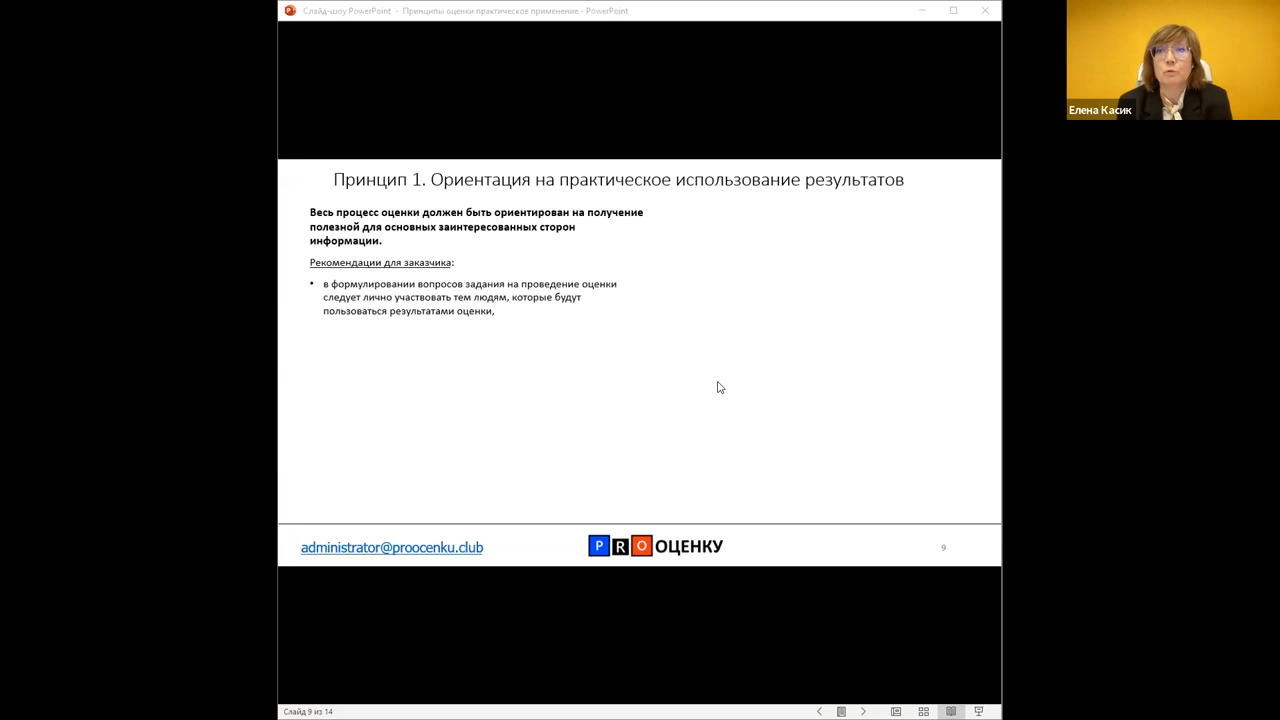 Слайд-шоу PowerPoint - Принципы оценки практическое применение - PowerPoint
Елена Касик
Принцип 1. Ориентация на практическое использование результатов
Весь процесс оценки должен быть ориентирован на получение
полезной для основных заинтересованных сторон
информации.
Рекомендации для заказчика:
• в формулировании вопросов задания на проведение оценки
следует лично участвовать тем людям, которые будут
пользоваться результатами оценки,
administrator@proocenku.club
PRO ОЦЕНКУ
9
Слайд 9 из 14